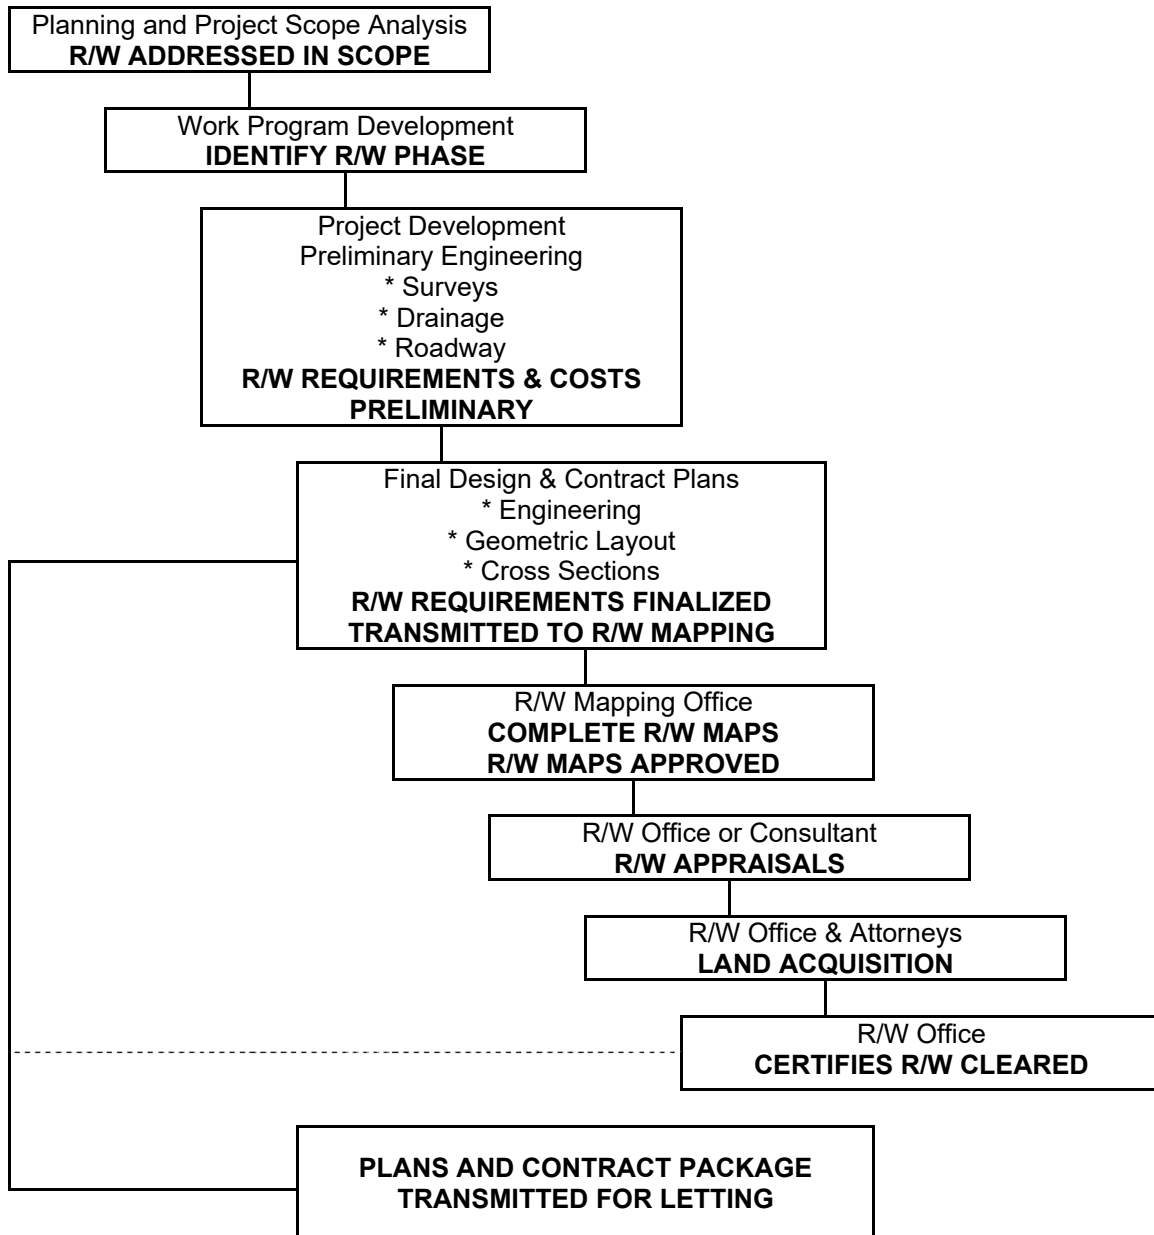 Planning and Project Scope Analysis
R/W ADDRESSED IN SCOPE
Work Program Development
IDENTIFY R/W PHASE
Project Development
Preliminary Engineering
* Surveys
* Drainage
* Roadway
R/W REQUIREMENTS & COSTS
PRELIMINARY
Final Design & Contract Plans
* Engineering
* Geometric Layout
* Cross Sections
R/W REQUIREMENTS FINALIZED
TRANSMITTED TO R/W MAPPING
R/W Mapping Office
COMPLETE R/W MAPS
R/W MAPS APPROVED
R/W Office or Consultant
R/W APPRAISALS
R/W Office & Attorneys
LAND ACQUISITION
R/W Office
CERTIFIES R/W CLEARED
PLANS AND CONTRACT PACKAGE
TRANSMITTED FOR LETTING